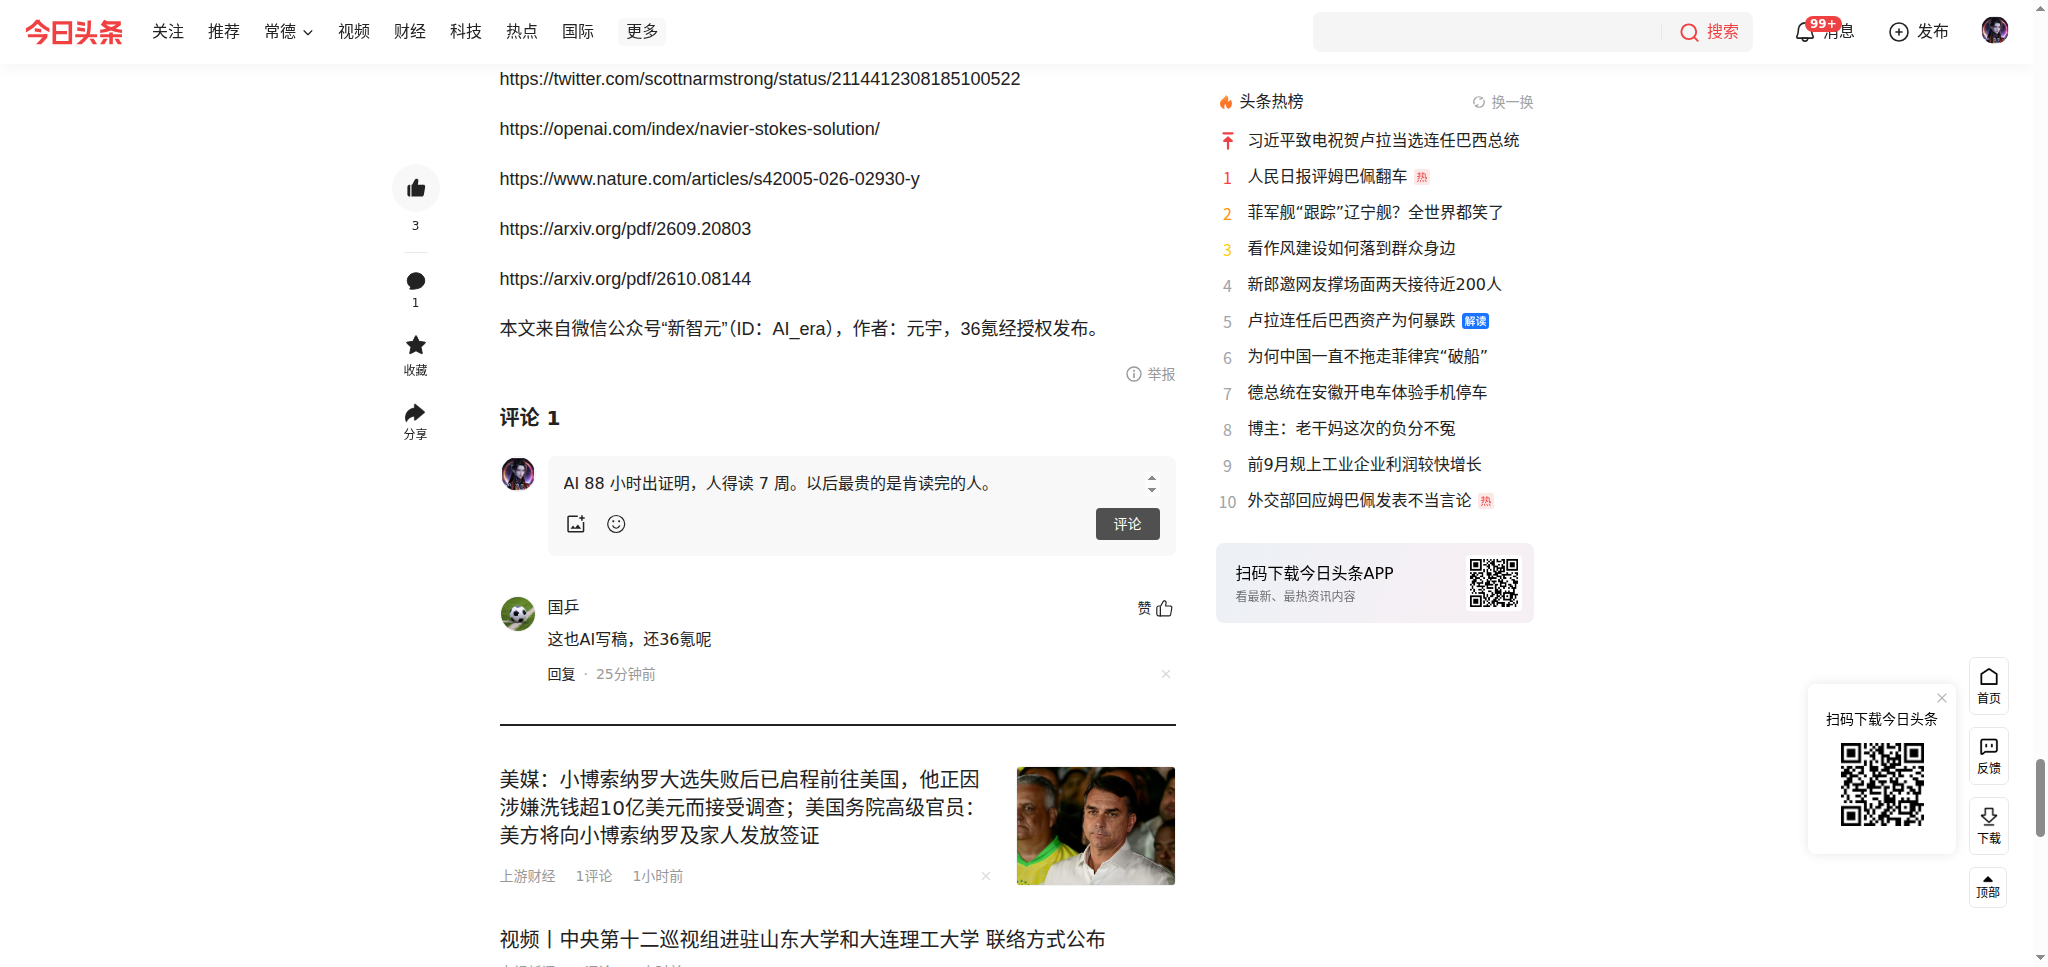 今日头条
关注
推荐
常德
视频
财经
科技
热点
国际
更多
搜索
99+
消息
发布
https://twitter.com/scottnarmstrong/status/2114412308185100522
https://openai.com/index/navier-stokes-solution/
https://www.nature.com/articles/s42005-026-02930-y
https://arxiv.org/pdf/2609.20803
https://arxiv.org/pdf/2610.08144
本文来自微信公众号“新智元”(ID：AI_era)，作者：元宇，36氪经授权发布。
举报
3
1
收藏
分享
评论 1
AI 88 小时出证明，人得读 7 周。以后最贵的是肯读完的人。
评论
国乒
赞
这也AI写稿，还36氪呢
回复 · 25分钟前
美媒：小博索纳罗大选失败后已启程前往美国，他正因
涉嫌洗钱超10亿美元而接受调查；美国务院高级官员：
美方将向小博索纳罗及家人发放签证
上游财经 1评论 1小时前
视频丨中央第十二巡视组进驻山东大学和大连理工大学 联络方式公布
头条热榜
换一换
习近平致电祝贺卢拉当选连任巴西总统
1 人民日报评姆巴佩翻车 热
2 菲军舰“跟踪”辽宁舰？全世界都笑了
3 看作风建设如何落到群众身边
4 新郎邀网友撑场面两天接待近200人
5 卢拉连任后巴西资产为何暴跌 解读
6 为何中国一直不拖走菲律宾“破船”
7 德总统在安徽开电车体验手机停车
8 博主：老干妈这次的负分不冤
9 前9月规上工业企业利润较快增长
10 外交部回应姆巴佩发表不当言论 热
扫码下载今日头条APP
看最新、最热资讯内容
扫码下载今日头条
首页
反馈
下载
顶部